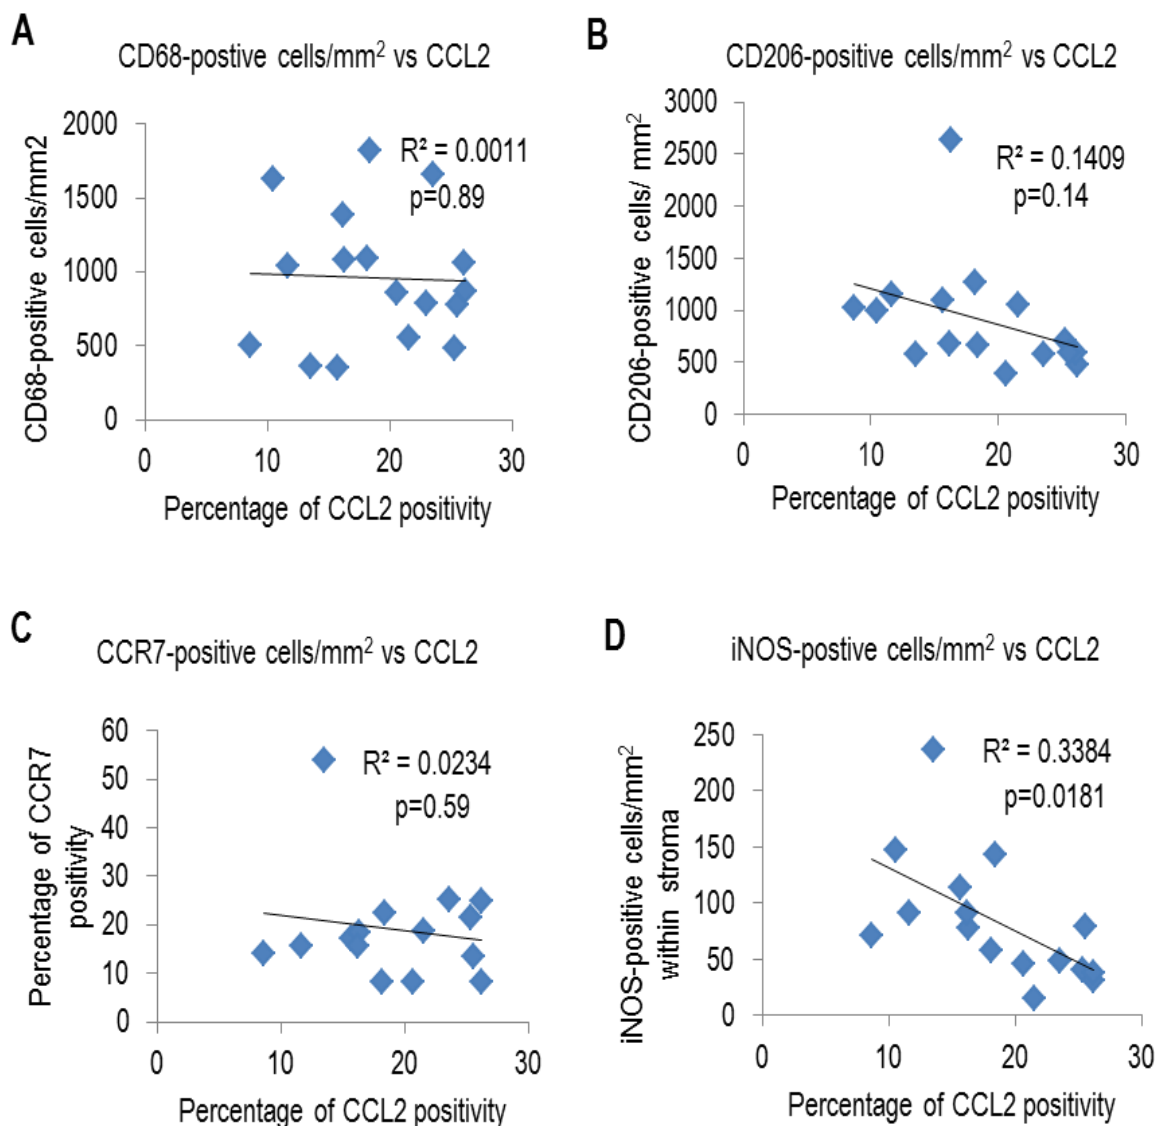 A
CD68-postive cells/mm² vs CCL2
CD68-positive cells/mm2
2000
1500
1000
500
0
R² = 0.0011
p=0.89
0 10 20 30
Percentage of CCL2 positivity
B
CD206-positive cells/mm² vs CCL2
CD206-positive cells/ mm²
3000
2500
2000
1500
1000
500
0
R² = 0.1409
p=0.14
0 10 20 30
Percentage of CCL2 positivity
C
CCR7-positive cells/mm² vs CCL2
Percentage of CCR7
positivity
60
50
40
30
20
10
0
R² = 0.0234
p=0.59
0 10 20 30
Percentage of CCL2 positivity
D
iNOS-postive cells/mm² vs CCL2
iNOS-positive cells/mm²
within stroma
250
200
150
100
50
0
R² = 0.3384
p=0.0181
0 10 20 30
Percentage of CCL2 positivity